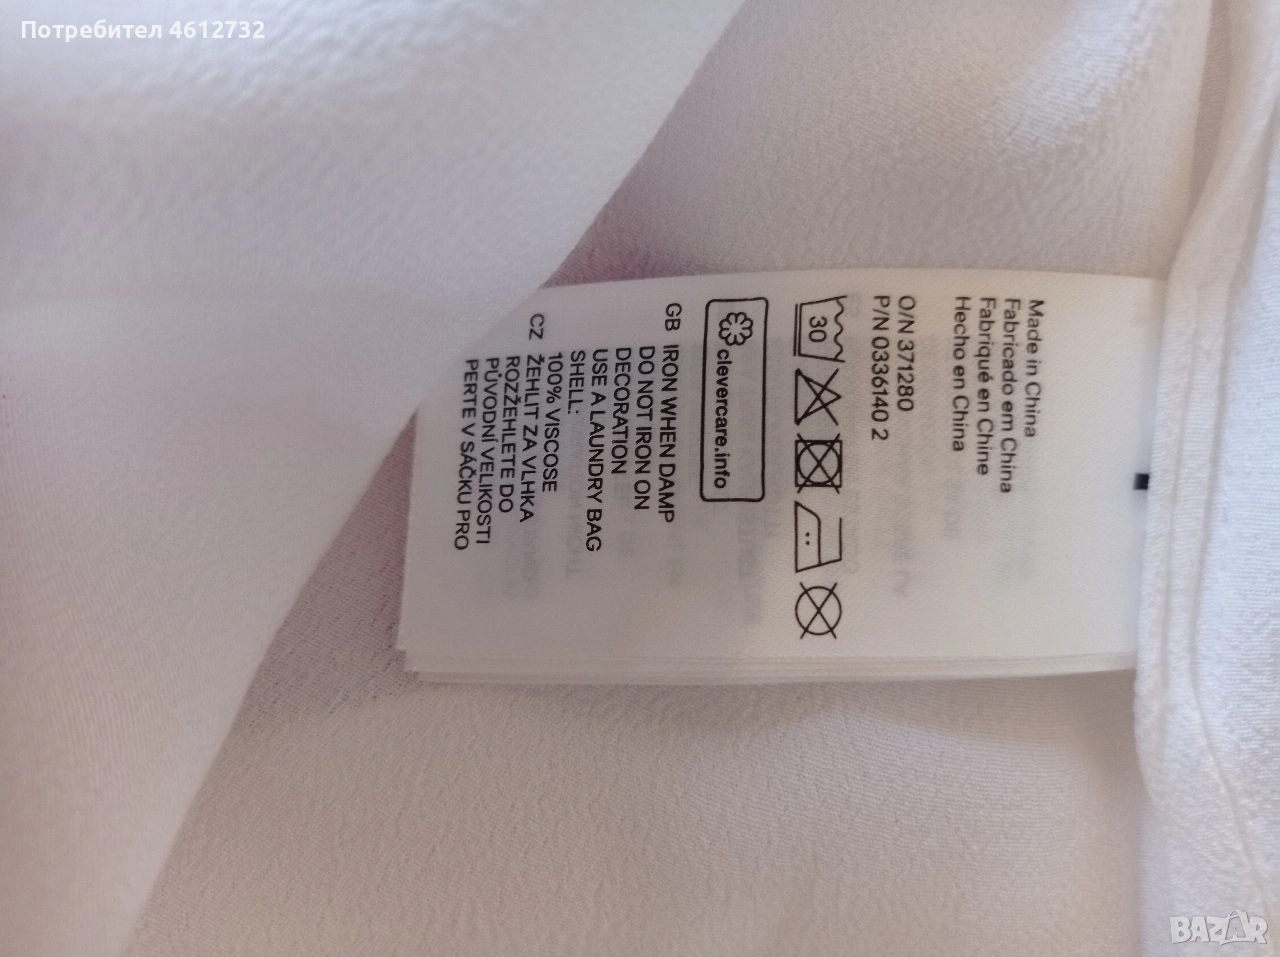 Потребител 4612732
Made in China
Fabricado em China
Fabriqué en Chine
Hecho en China
O/N 371280
P/N 0336140 2
30
clevercare.info
GB IRON WHEN DAMP
DO NOT IRON ON
DECORATION
USE A LAUNDRY BAG
SHELL:
100% VISCOSE
CZ ŽEHLIT ZA VLHKA
ROZŽEHLETE DO
PŮVODNÍ VELIKOSTI
PERTE V SÁČKU PRO
BAZAR